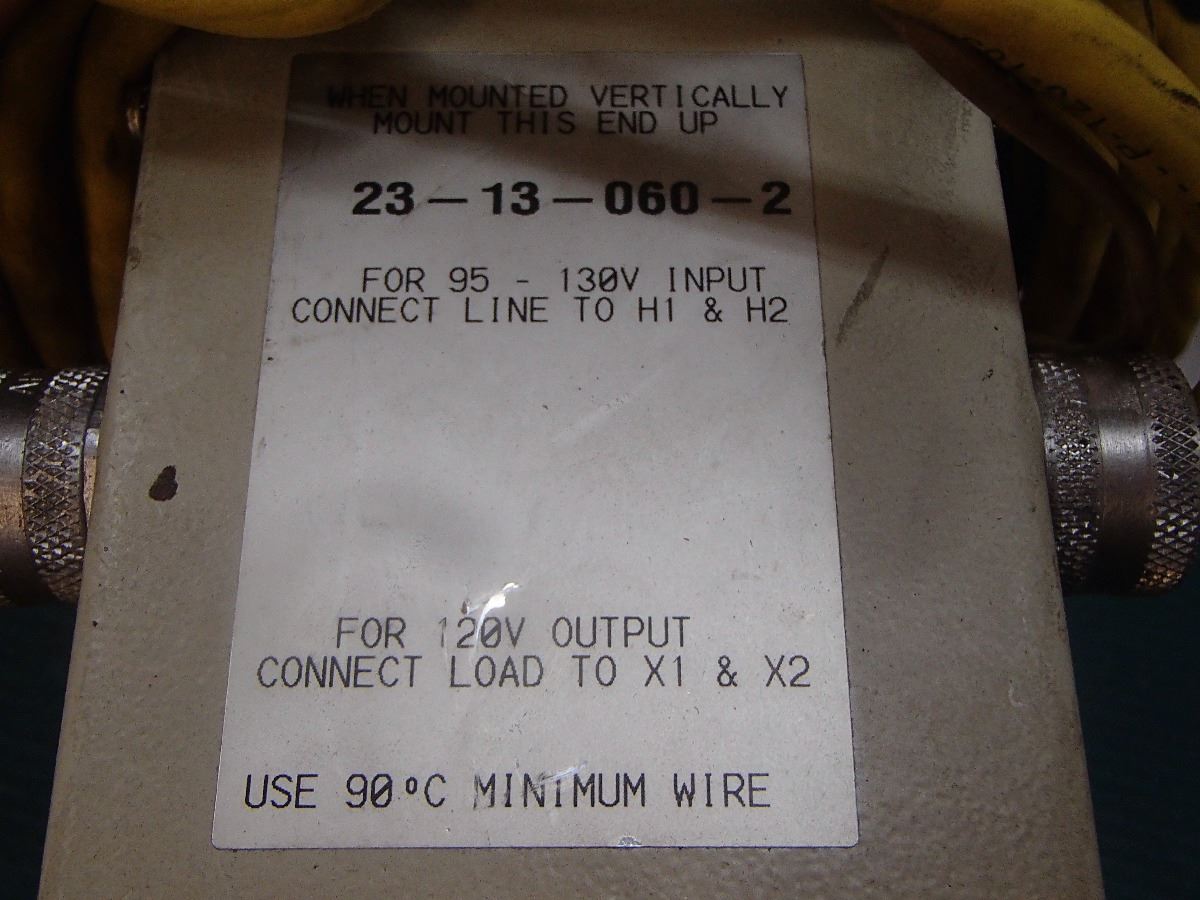 WHEN MOUNTED VERTICALLY
MOUNT THIS END UP
23-13-060-2
FOR 95 - 130V INPUT
CONNECT LINE TO H1 & H2
FOR 120V OUTPUT
CONNECT LOAD TO X1 & X2
USE 90°C MINIMUM WIRE